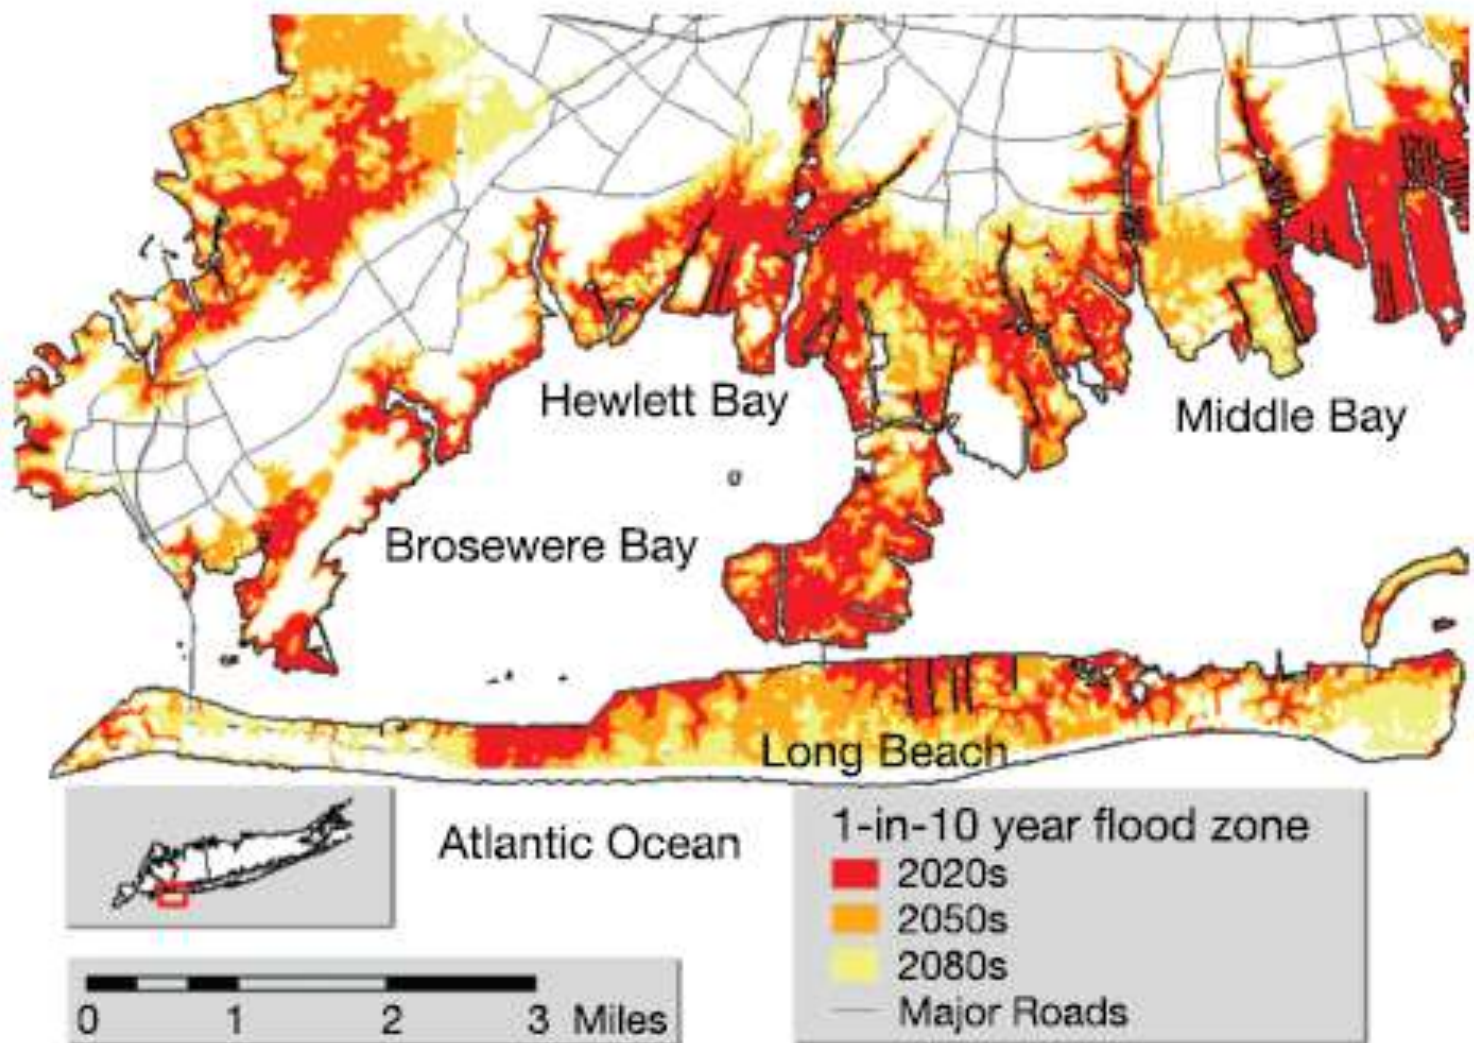 Hewlett Bay
Middle Bay
Brosewere Bay
Long Beach
Atlantic Ocean
1-in-10 year flood zone
2020s
2050s
2080s
Major Roads
0 1 2 3 Miles